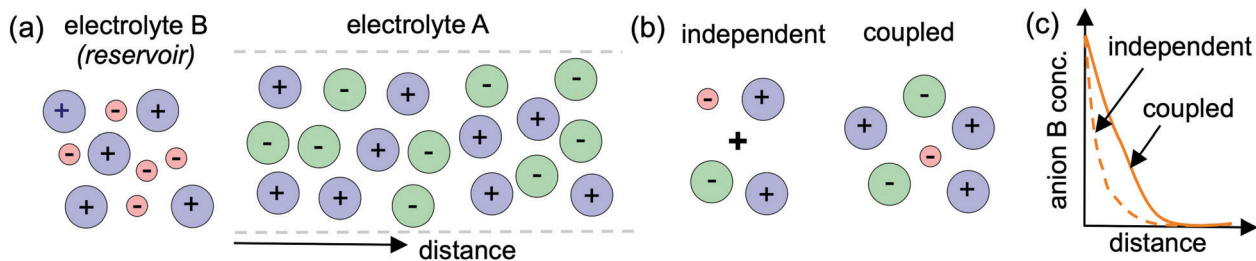 (a) electrolyte B
(reservoir)
electrolyte A
+ - + - + - + - + -
- + - - - + - + + -
+ - + + + - + - +
distance
(b) independent
coupled
- +
+
- +
-
+ +
-
- +
(c)
anion B conc.
independent
coupled
distance